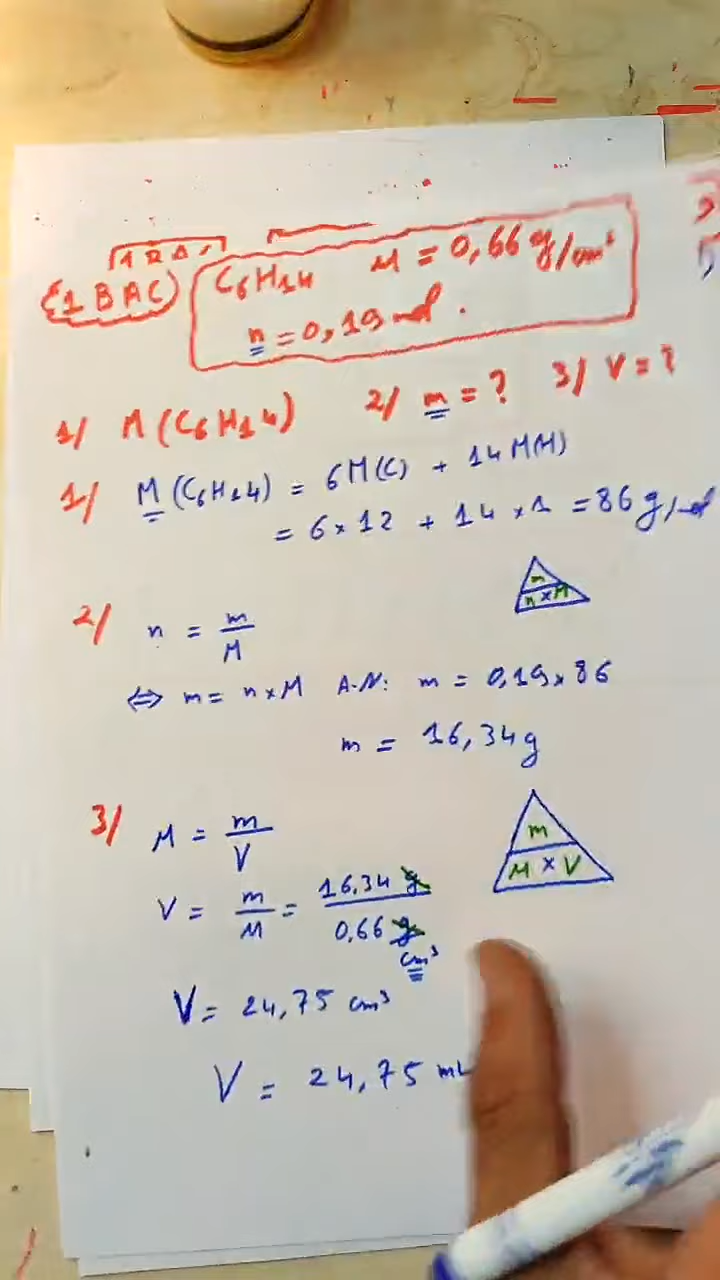 {1BAC}
C6H14 μ = 0,66 g/cm³
n = 0,19 mol.
1/ M(C6H14) 2/ m = ? 3/ V = ?
1/ M(C6H14) = 6M(C) + 14M(H)
= 6×12 + 14×1 = 86 g/mol
m
n×M
2/ n = m/M
⇔ m = n×M A.N: m = 0,19×86
m = 16,34g
3/ μ = m/V
m
μ × V
V = m/μ = 16,34 g / 0,66 g/cm³
V = 24,75 cm³
V = 24,75 mL